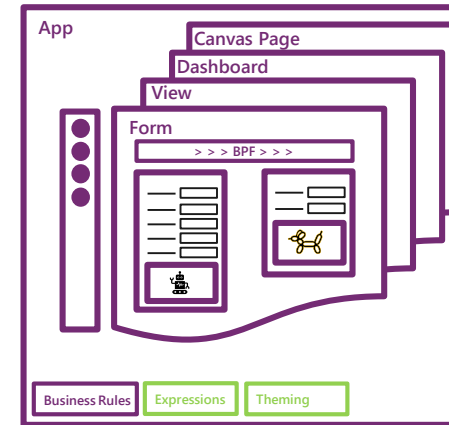 App
Canvas Page
Dashboard
View
Form
> > > BPF > > >
Business Rules
Expressions
Theming